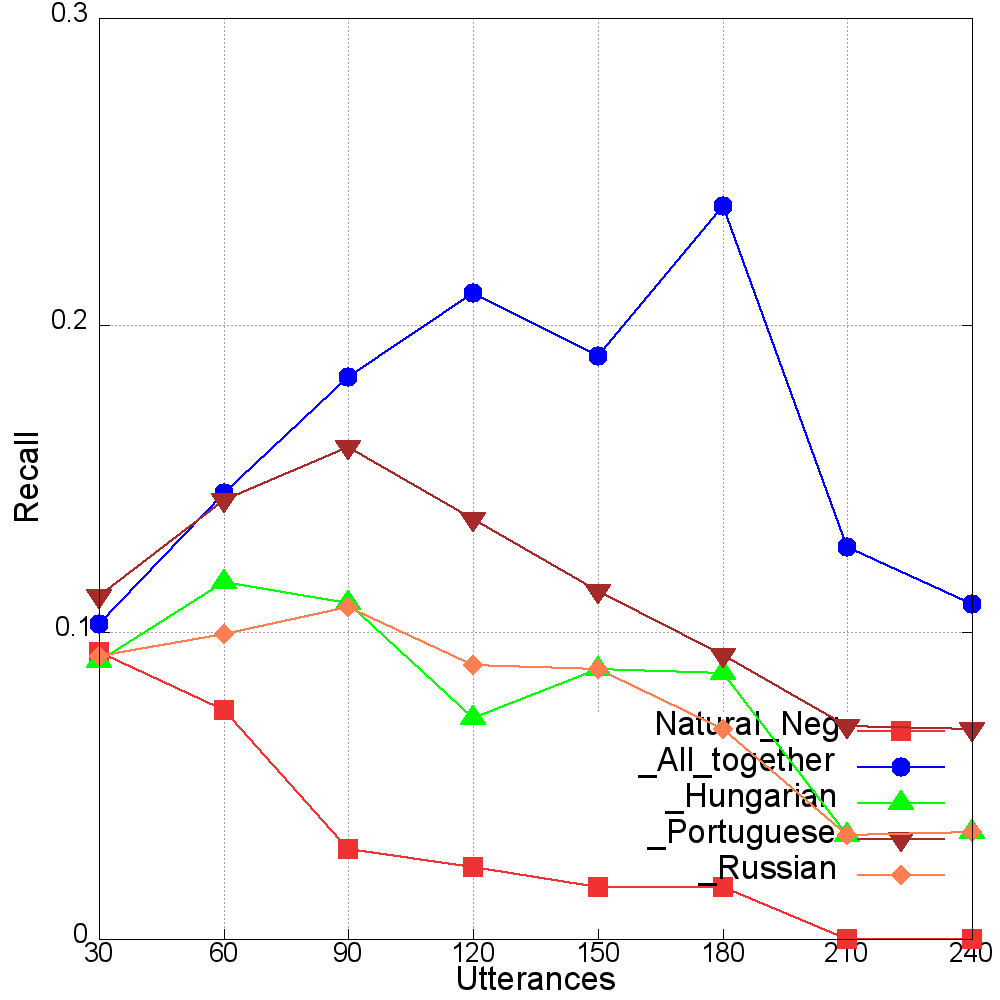 0.3
0.2
0.1
0
Recall
Natural_Neg
_All_together
_Hungarian
_Portuguese
_Russian
30 60 90 120 150 180 210 240
Utterances